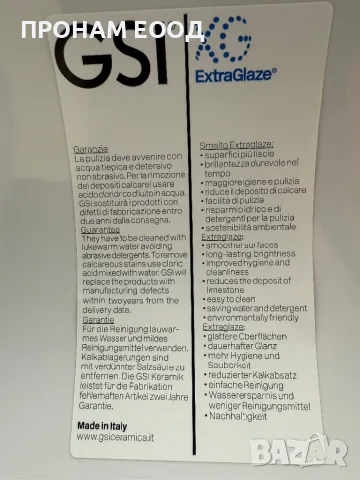 ПРОНАМ ЕООД
GSI
XG
ExtraGlaze®
Garanzia
La pulizia deve avvenire con
acqua tiepica e detersivo
non abrasivo. Per la rimozione
dei depositi calcarei usare
acido cloridrico diluito in acqua.
GSI sostituirà i prodotti con
difetti di fabbricazione entro
due anni dalla consegna.
Guarantee
They have to be cleaned with
lukewarm water avoiding
abrasive detergents. To remove
calcareous stains use cloric
acid mixed with water. GSI will
replace the products with
manufacturing defects
within two years from the
delivery date.
Garantie
Für die Reinigung lauwar-
mes Wasser und mildes
Reinigungsmittel verwenden.
Kalkablagerungen sind
mit verdünnter Salzsäure zu
entfernen. Die GSI Keramik
leistet für die Fabrikation
fehlerhaften Artikel zwei Jahre
Garantie.
Made in Italy
www.gsiceramica.it
Smalto Extraglaze:
• superfici più lisce
• brillantezza durevole nel
tempo
• maggiore igiene e pulizia
• riduce il deposito di calcare
• facilità di pulizia
• risparmio idrico e di
detergenti per la pulizia
• sostenibilità ambientale
Extraglaze:
• smoother surfaces
• long-lasting brightness
• improved hygiene and
cleanliness
• reduces the deposit of
limestone
• easy to clean
• saving water and detergent
• environmentally friendly
Extraglaze:
• glattere Oberflächen
• dauerhafter Glanz
• mehr Hygiene und
Sauberkeit
• reduzierter Kalkabsatz
• einfache Reinigung
• Wasserersparnis und
weniger Reinigungsmittel
• Nachhaltigkeit
bazar